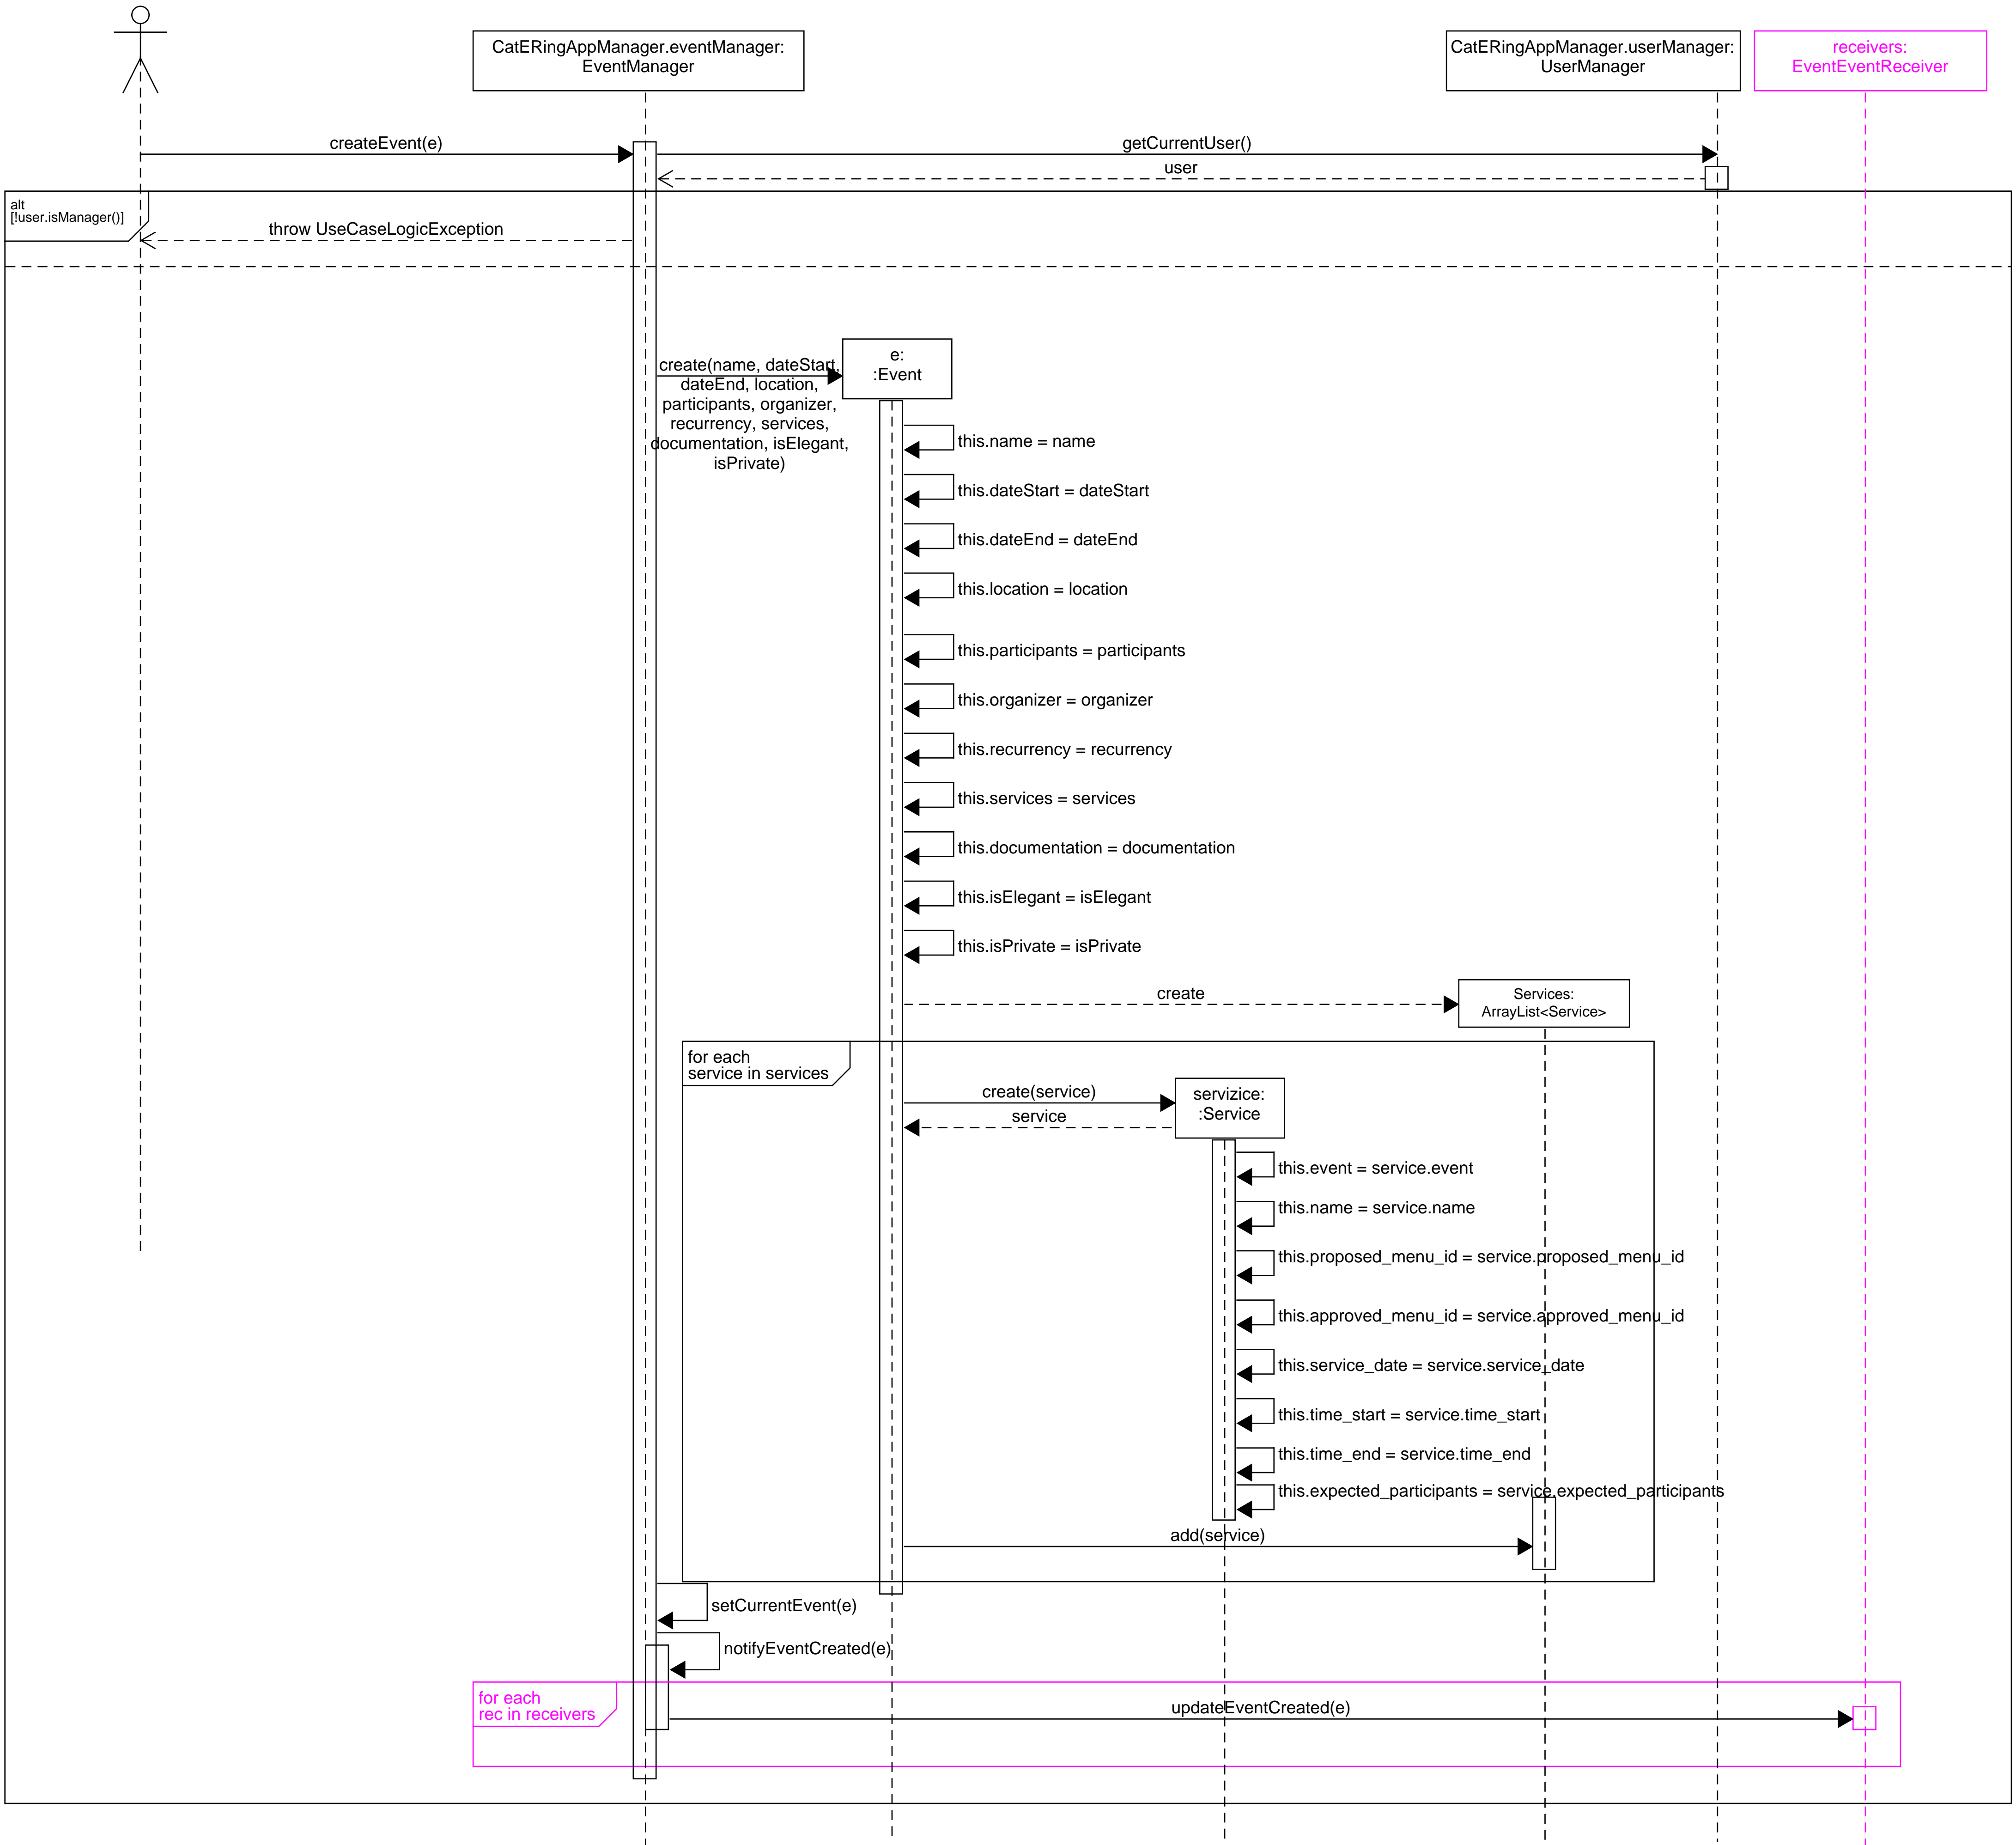 CatERingAppManager.eventManager:
EventManager
CatERingAppManager.userManager:
UserManager
receivers:
EventEventReceiver
createEvent(e)
getCurrentUser()
user
alt
[!user.isManager()]
throw UseCaseLogicException
e:
:Event
create(name, dateStart,
dateEnd, location,
participants, organizer,
recurrency, services,
documentation, isElegant,
isPrivate)
this.name = name
this.dateStart = dateStart
this.dateEnd = dateEnd
this.location = location
this.participants = participants
this.organizer = organizer
this.recurrency = recurrency
this.services = services
this.documentation = documentation
this.isElegant = isElegant
this.isPrivate = isPrivate
create
Services:
ArrayList<Service>
for each
service in services
create(service)
service
servizice:
:Service
this.event = service.event
this.name = service.name
this.proposed_menu_id = service.proposed_menu_id
this.approved_menu_id = service.approved_menu_id
this.service_date = service.service_date
this.time_start = service.time_start
this.time_end = service.time_end
this.expected_participants = service.expected_participants
add(service)
setCurrentEvent(e)
notifyEventCreated(e)
for each
rec in receivers
updateEventCreated(e)